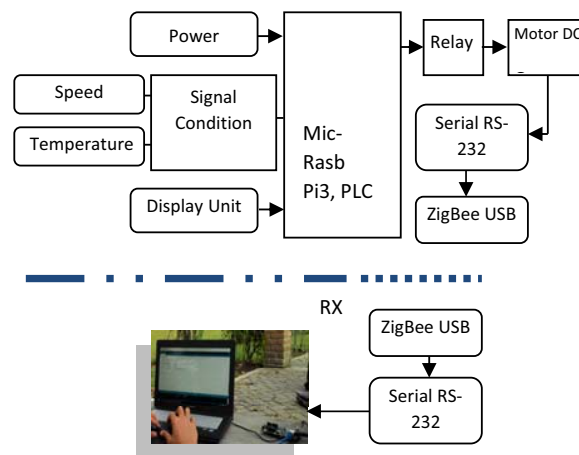 Power
Relay
Motor DC
Speed
Signal
Condition
Temperature
Mic-
Rasb
Pi3, PLC
Serial RS-
232
Display Unit
ZigBee USB
RX
ZigBee USB
Serial RS-
232